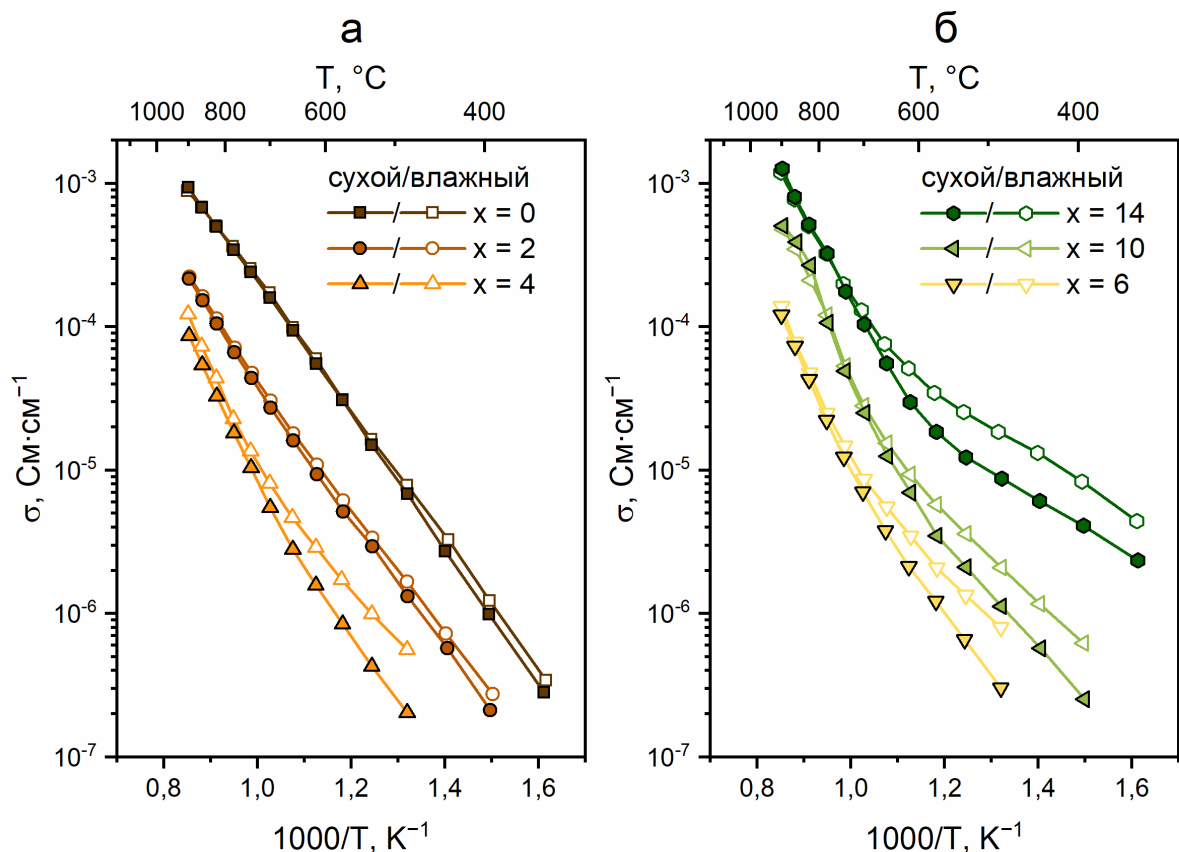 а
T, °C
1000 800 600 400
10⁻³
10⁻⁴
10⁻⁵
10⁻⁶
10⁻⁷
σ, См·см⁻¹
сухой/влажный
/ x = 0
/ x = 2
/ x = 4
0,8 1,0 1,2 1,4 1,6
1000/T, K⁻¹
б
T, °C
1000 800 600 400
10⁻³
10⁻⁴
10⁻⁵
10⁻⁶
10⁻⁷
σ, См·см⁻¹
сухой/влажный
/ x = 14
/ x = 10
/ x = 6
0,8 1,0 1,2 1,4 1,6
1000/T, K⁻¹